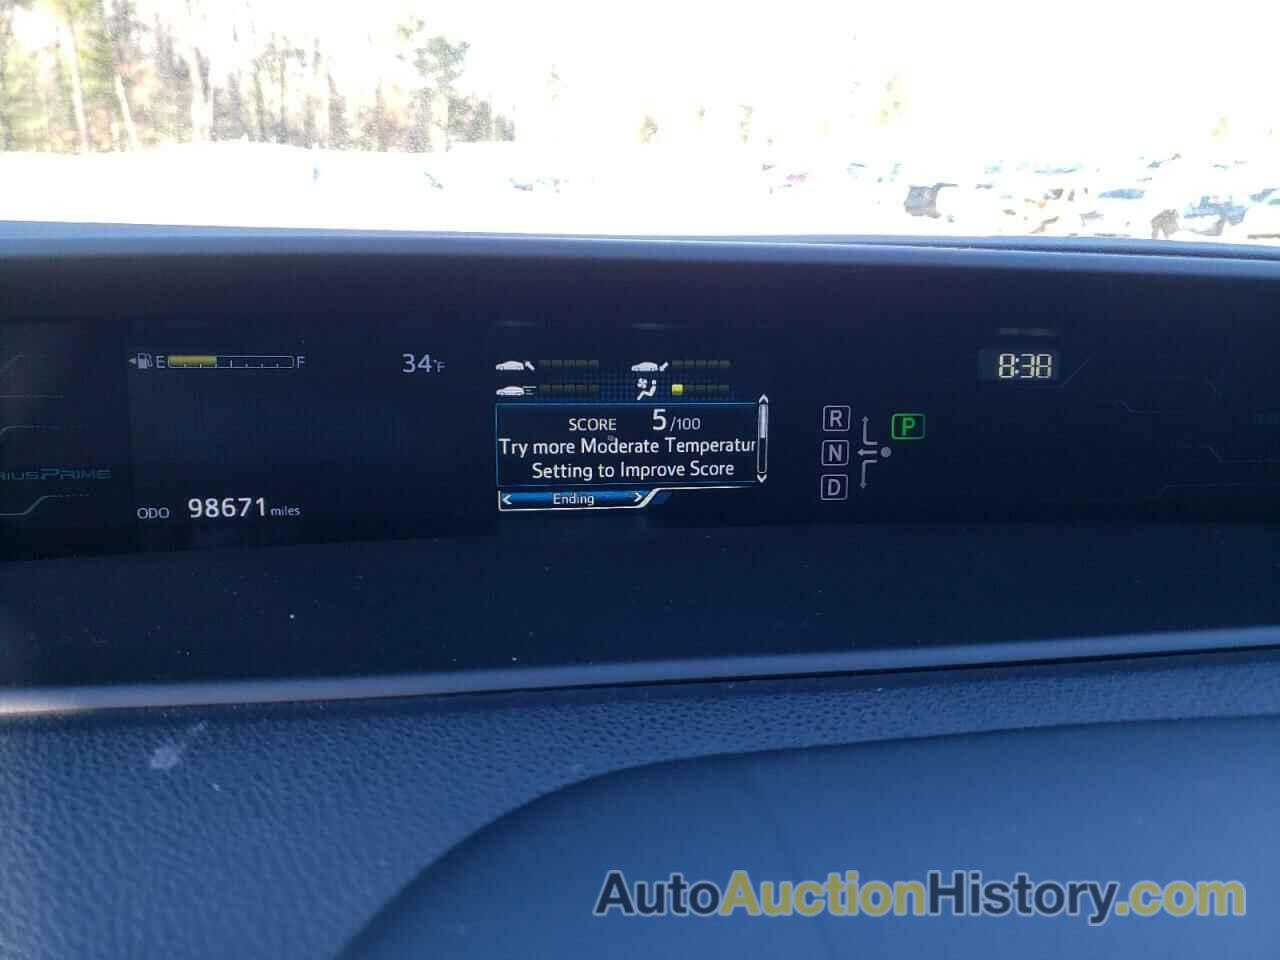 E F
34°F
8:38
SCORE 5/100
Try more Moderate Temperatur
Setting to Improve Score
< Ending >
R
N
D
P
RIUS PRIME
ODO 98671 miles
AutoAuctionHistory.com